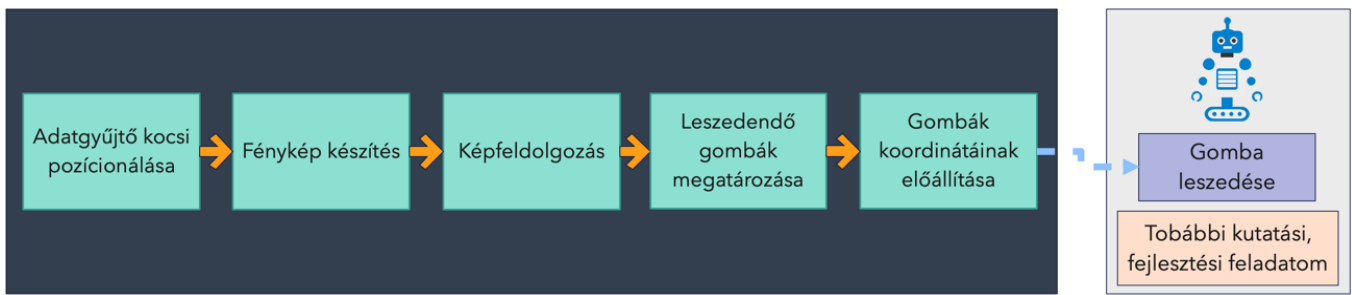 Adatgyűjtő kocsi
pozícionálása
Fénykép készítés
Képfeldolgozás
Leszedendő
gombák
megatározása
Gombák
koordinátáinak
előállítása
Gomba
leszedése
Tobábbi kutatási,
fejlesztési feladatom